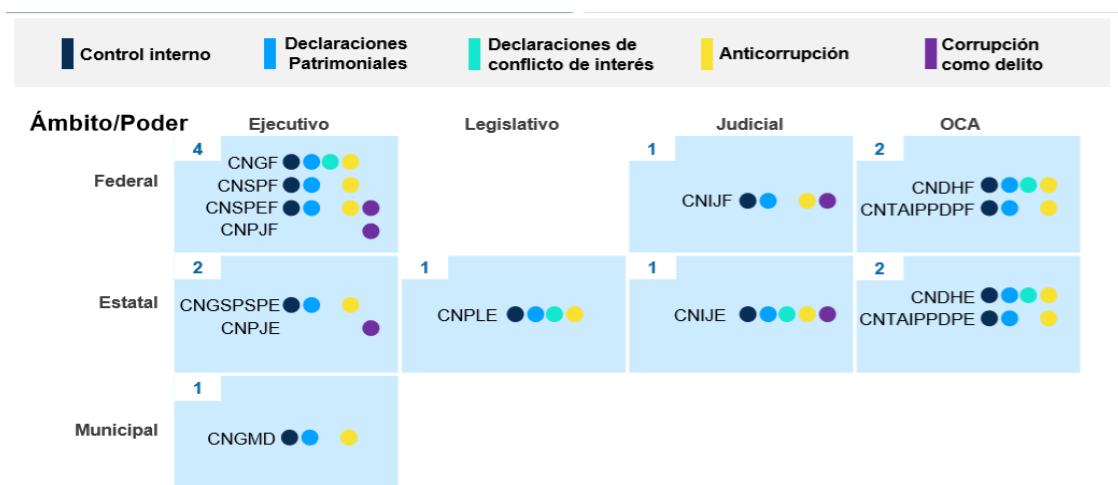 Control interno
Declaraciones
Patrimoniales
Declaraciones de
conflicto de interés
Anticorrupción
Corrupción
como delito
Ámbito/Poder
Ejecutivo
Legislativo
Judicial
OCA
Federal
4
CNGF
CNSPF
CNSPEF
CNPJF
1
CNIJF
2
CNDHF
CNTAIPPDPF
Estatal
2
CNGSPSPE
CNPJE
1
CNPLE
1
CNIJE
2
CNDHE
CNTAIPPDPE
Municipal
1
CNGMD